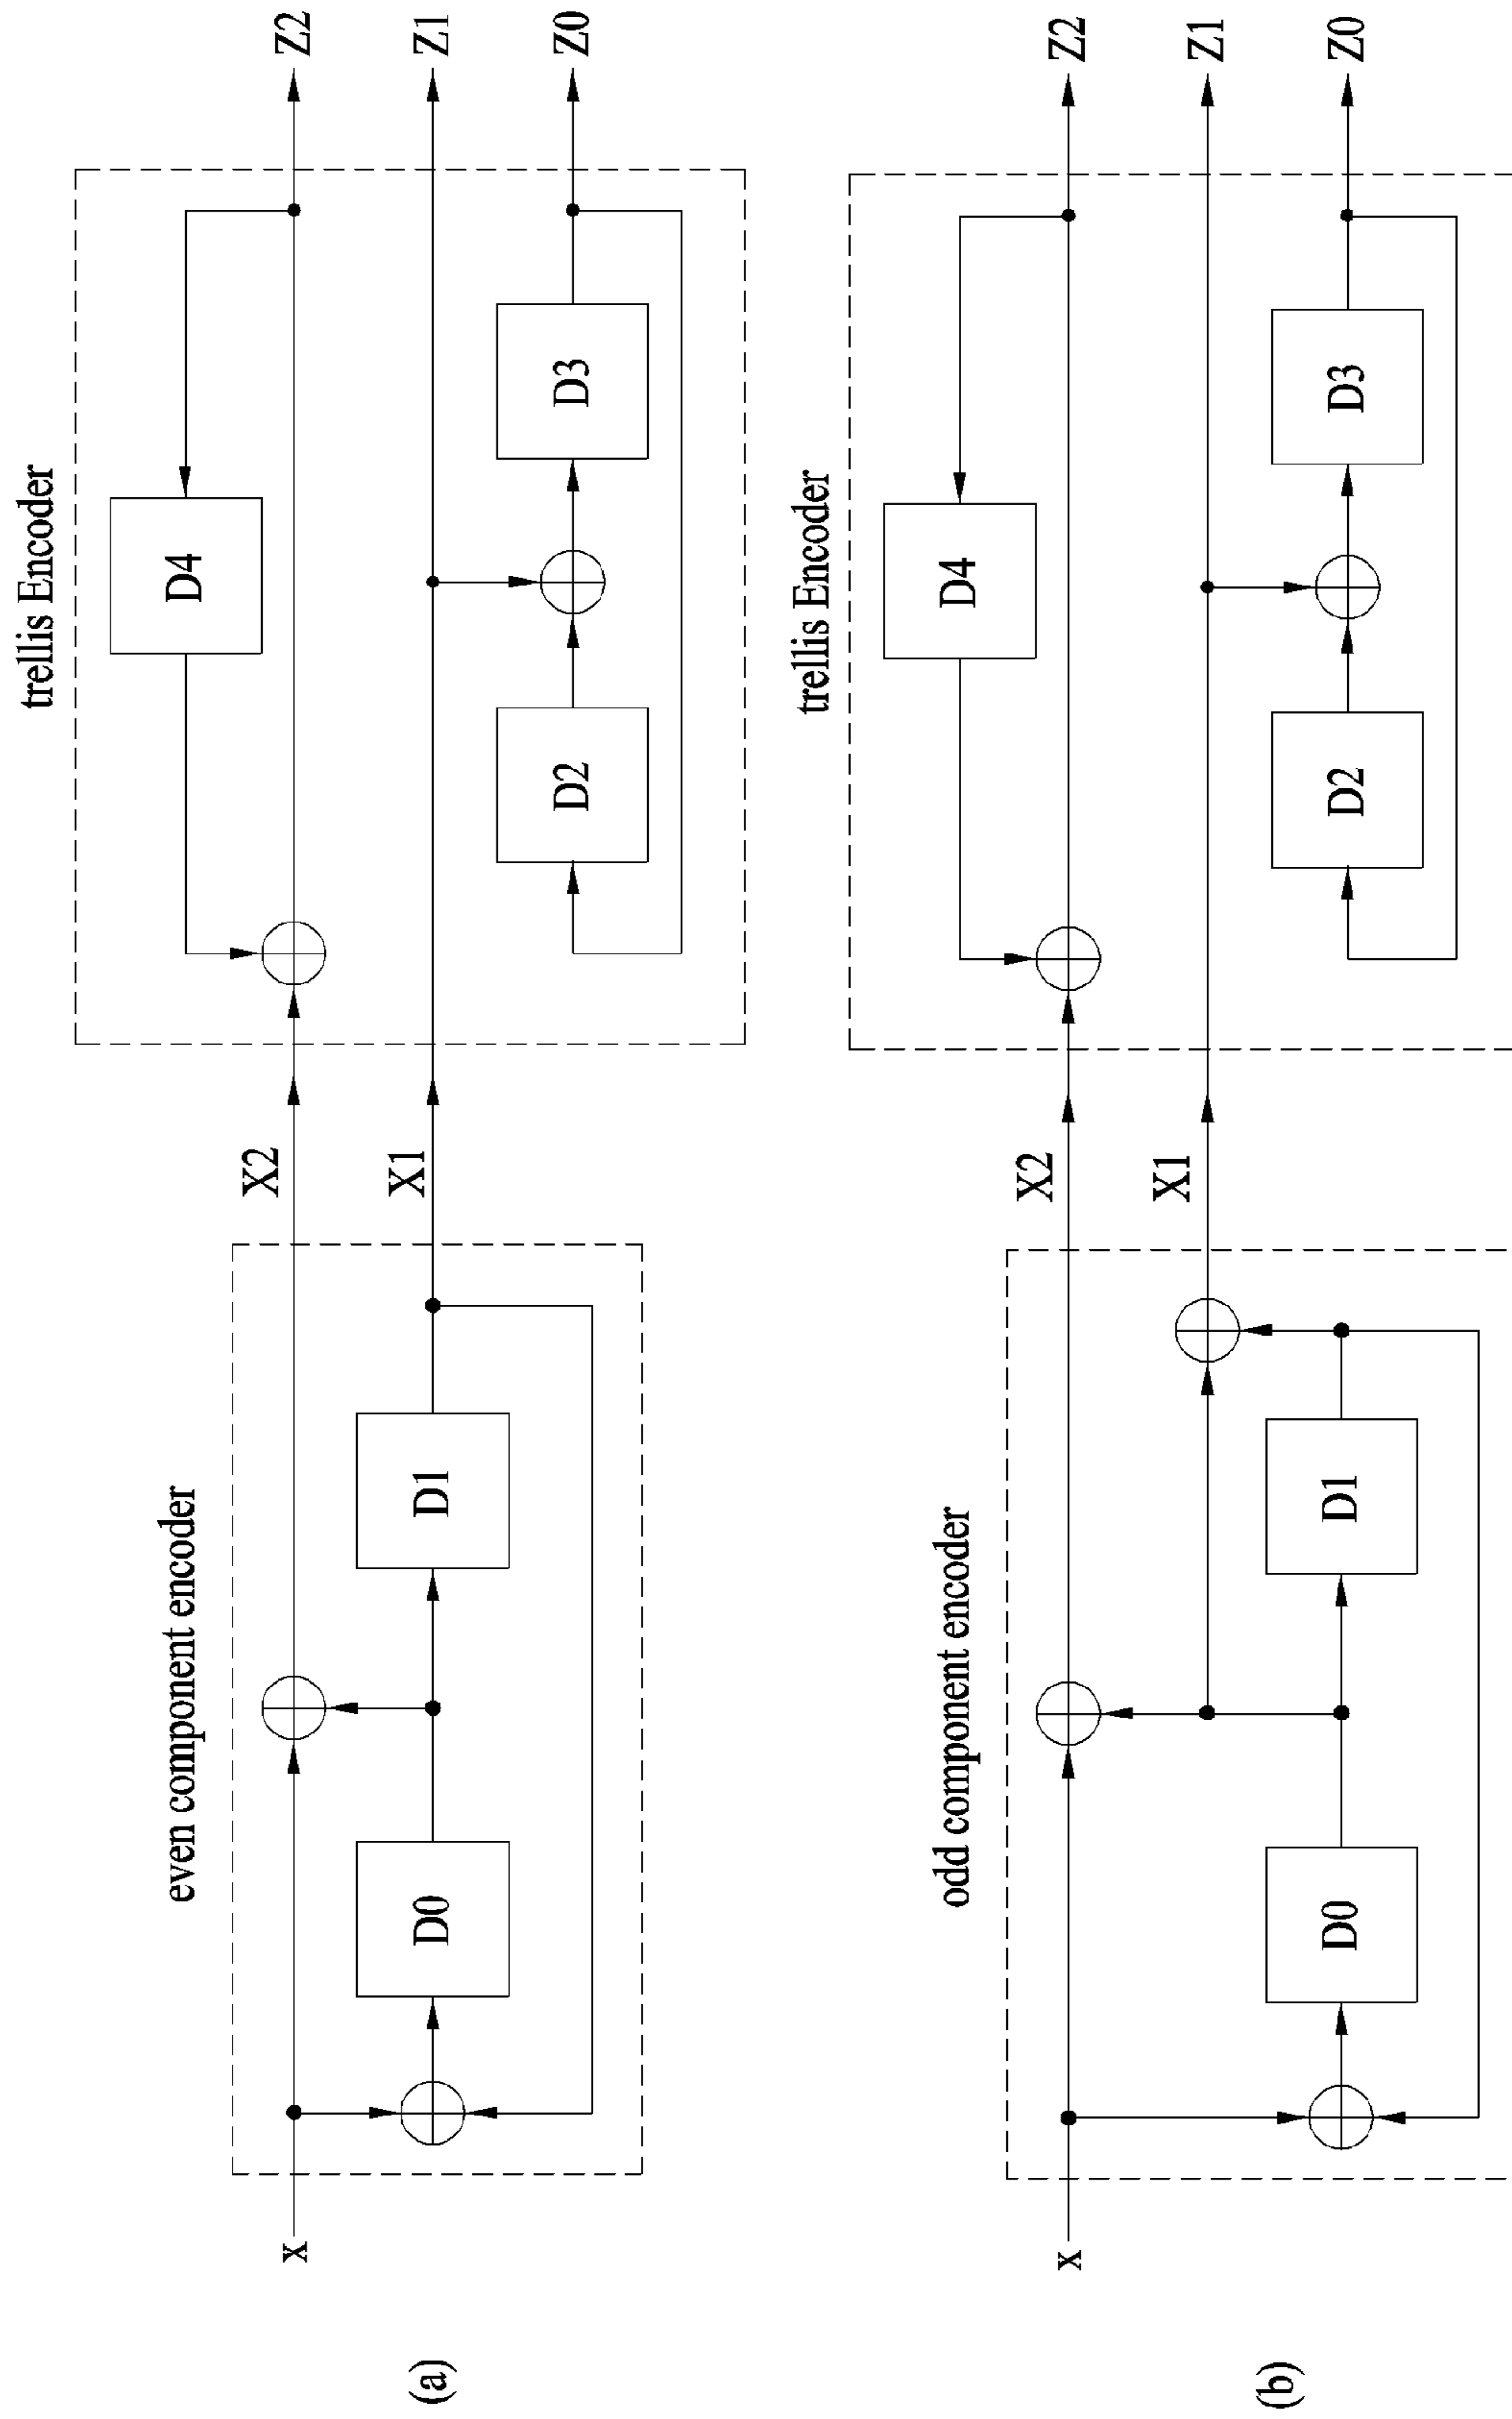 (a)
even component encoder
trellis Encoder
x
D0
D1
X2
X1
D4
D2
D3
Z2
Z1
Z0
(b)
odd component encoder
trellis Encoder
x
D0
D1
X2
X1
D4
D2
D3
Z2
Z1
Z0